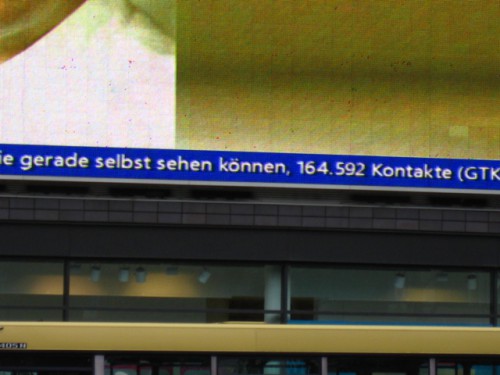 ie gerade selbst sehen können, 164.592 Kontakte (GTK